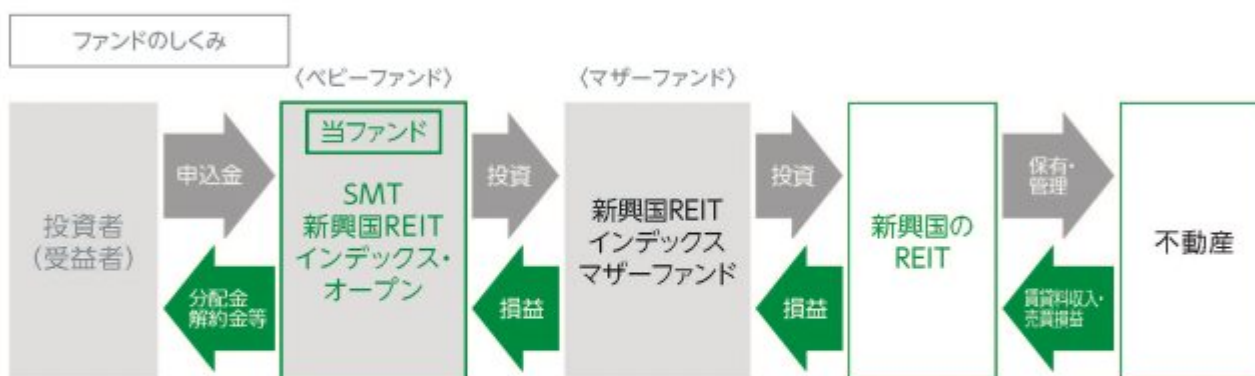 ファンドのしくみ
〈ベビーファンド〉
〈マザーファンド〉
投資者
(受益者)
申込金
分配金
解約金等
当ファンド
SMT
新興国REIT
インデックス・
オープン
投資
損益
新興国REIT
インデックス
マザーファンド
投資
損益
新興国の
REIT
保有・
管理
賃貸料収入・
売買損益
不動産